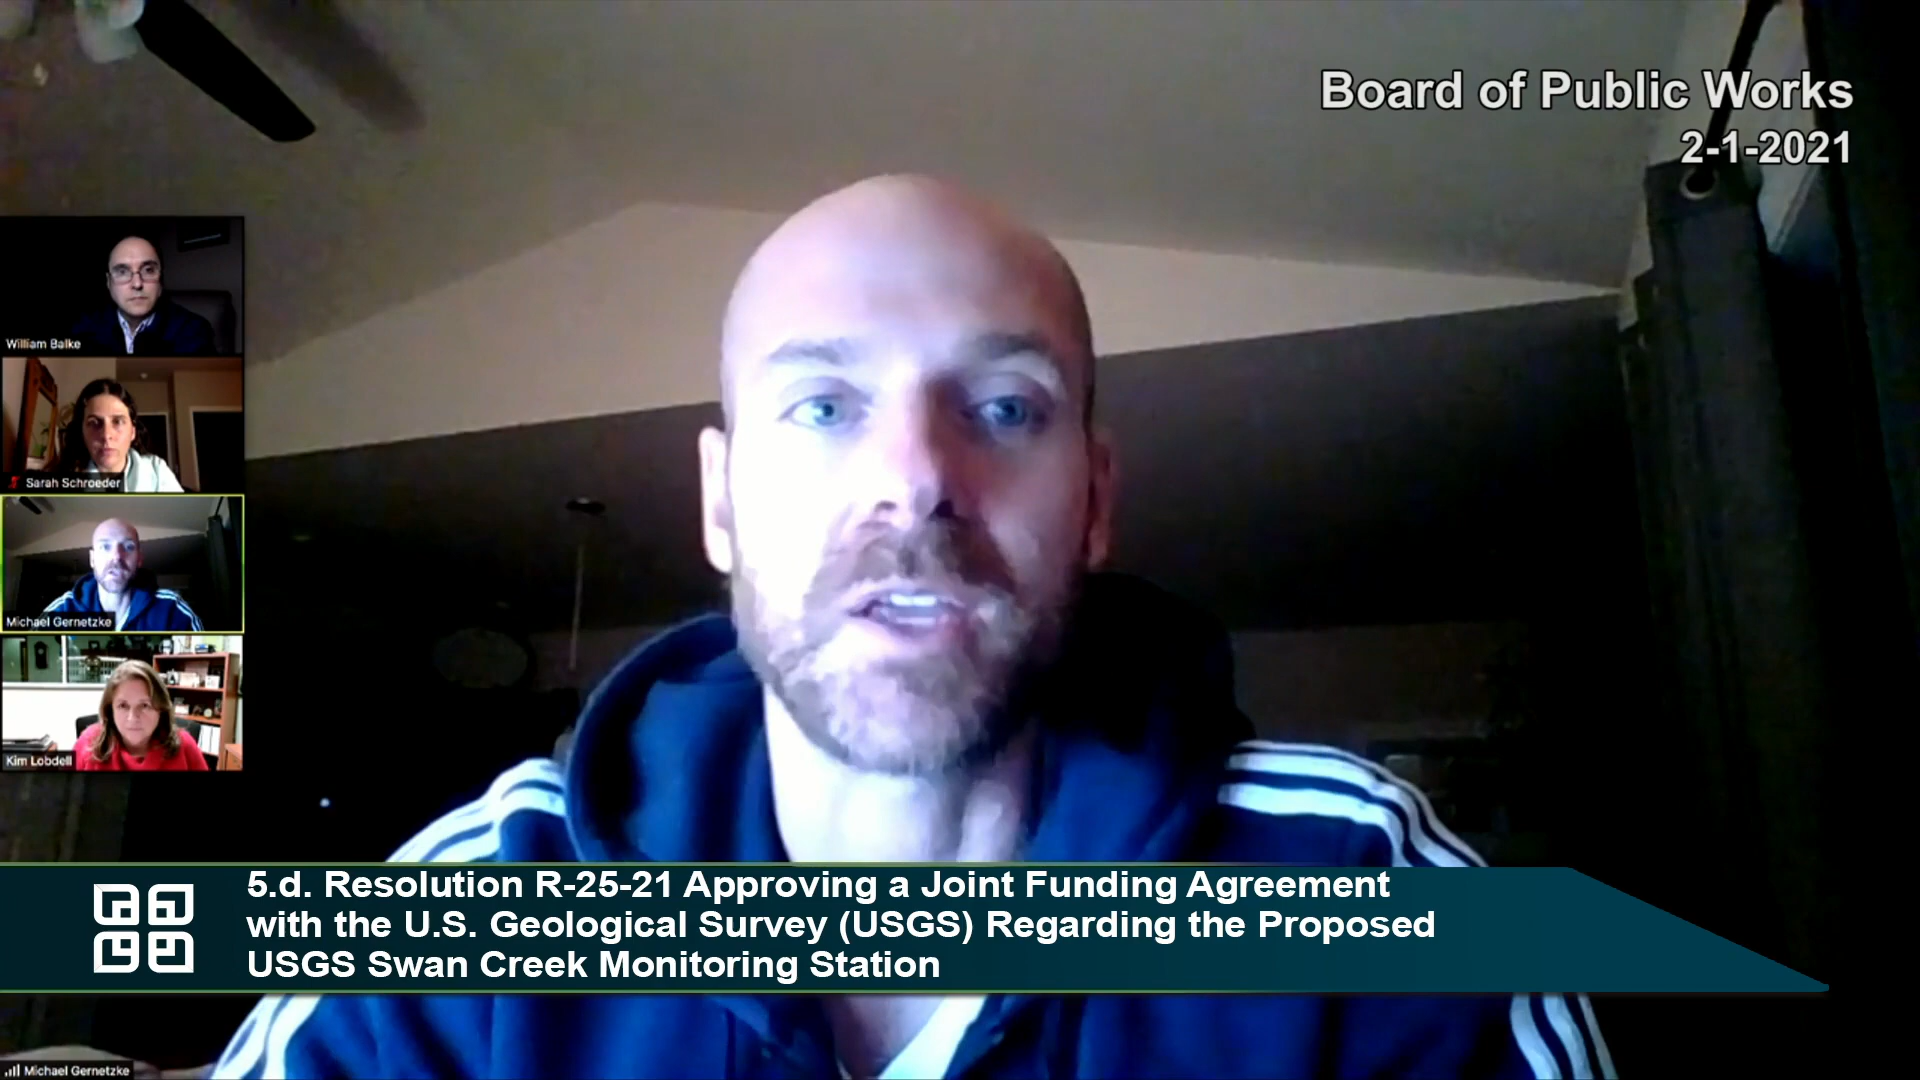 Board of Public Works
2-1-2021
William Balke
Sarah Schroeder
Michael Gernetzke
Kim Lobdell
5.d. Resolution R-25-21 Approving a Joint Funding Agreement
with the U.S. Geological Survey (USGS) Regarding the Proposed
USGS Swan Creek Monitoring Station
Michael Gernetzke